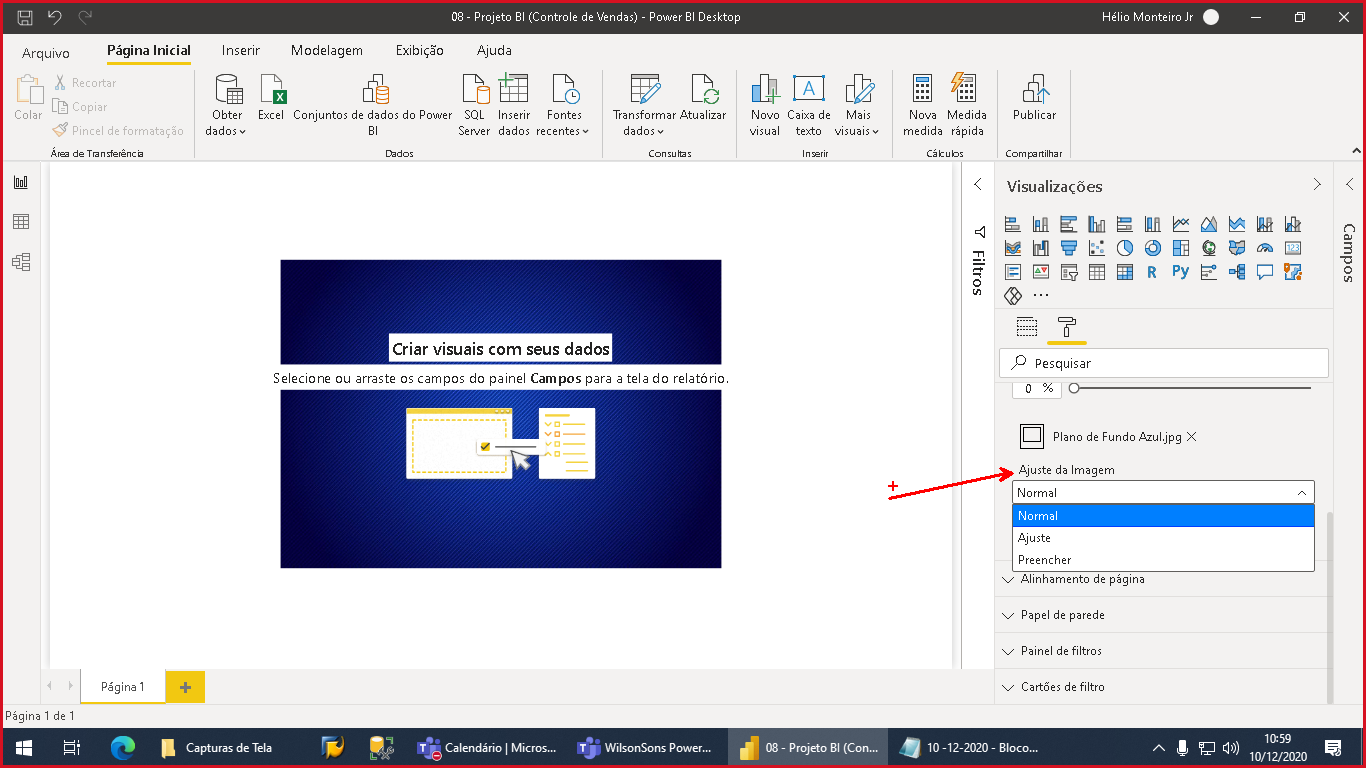 08 - Projeto BI (Controle de Vendas) - Power BI Desktop
Hélio Monteiro Jr
Arquivo
Página Inicial
Inserir
Modelagem
Exibição
Ajuda
Colar
Recortar
Copiar
Pincel de formatação
Área de Transferência
Obter
dados
Excel
Conjuntos de dados do Power
BI
SQL
Server
Inserir
dados
Fontes
recentes
Dados
Transformar
dados
Atualizar
Consultas
Novo
visual
Caixa de
texto
Mais
visuais
Inserir
Nova
medida
Medida
rápida
Cálculos
Publicar
Compartilhar
Criar visuais com seus dados
Selecione ou arraste os campos do painel Campos para a tela do relatório.
Filtros
Visualizações
Campos
123
R
Py
Pesquisar
0 %
Plano de Fundo Azul.jpg
Ajuste da Imagem
Normal
Normal
Ajuste
Preencher
Alinhamento de página
Papel de parede
Painel de filtros
Cartões de filtro
Página 1
Página 1 de 1
Capturas de Tela
Calendário | Micros...
WilsonSons Power...
08 - Projeto BI (Con...
10 -12-2020 - Bloco...
10:59
10/12/2020